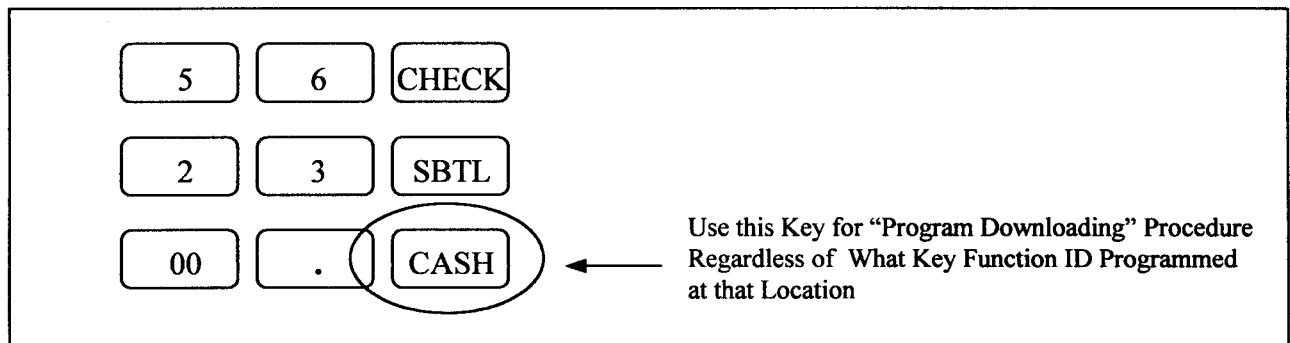 5 6 CHECK
2 3 SBTL
00 . CASH
Use this Key for “Program Downloading” Procedure
Regardless of What Key Function ID Programmed
at that Location